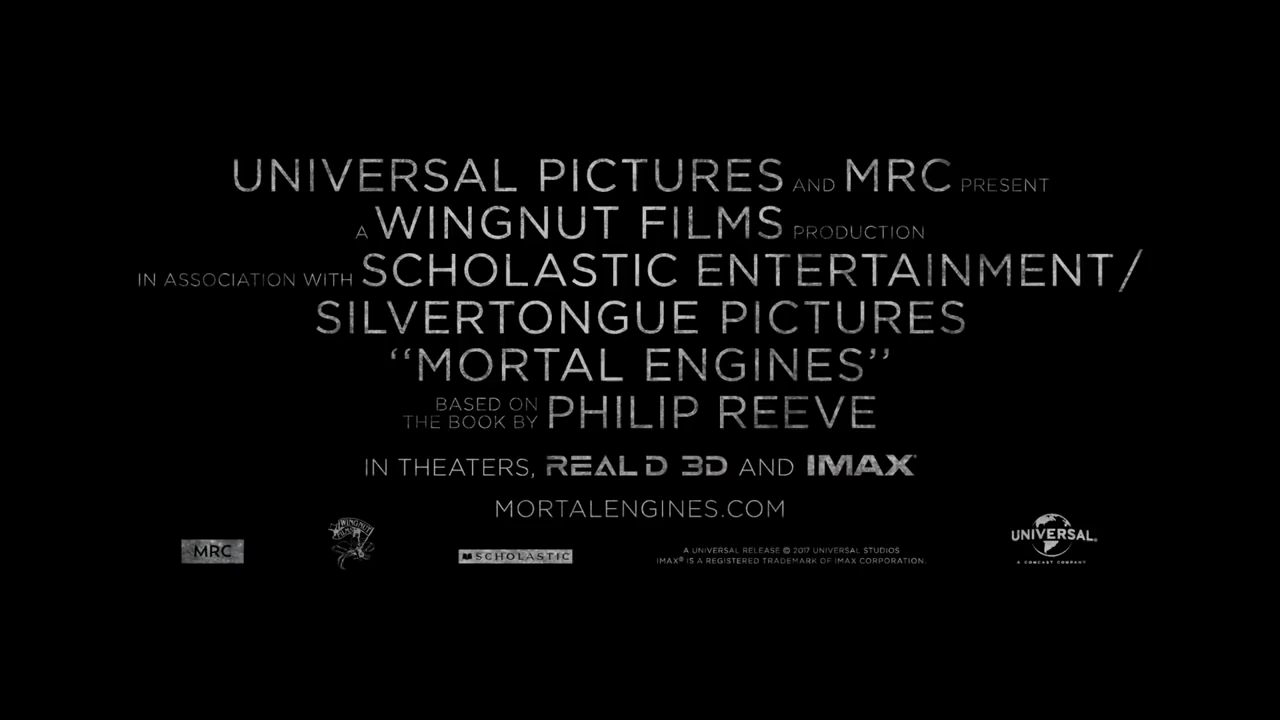 UNIVERSAL PICTURES AND MRC PRESENT
A WINGNUT FILMS PRODUCTION
IN ASSOCIATION WITH SCHOLASTIC ENTERTAINMENT/
SILVERTONGUE PICTURES
“MORTAL ENGINES”
BASED ON
THE BOOK BY PHILIP REEVE
IN THEATERS, REAL D 3D AND IMAX®
MORTALENGINES.COM
MRC
WINGNUT FILMS
SCHOLASTIC
A UNIVERSAL RELEASE © 2017 UNIVERSAL STUDIOS
IMAX® IS A REGISTERED TRADEMARK OF IMAX CORPORATION.
UNIVERSAL®
A COMCAST COMPANY